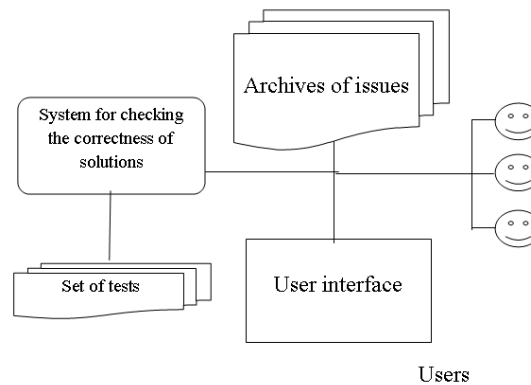 Archives of issues
System for checking
the correctness of
solutions
Set of tests
User interface
Users